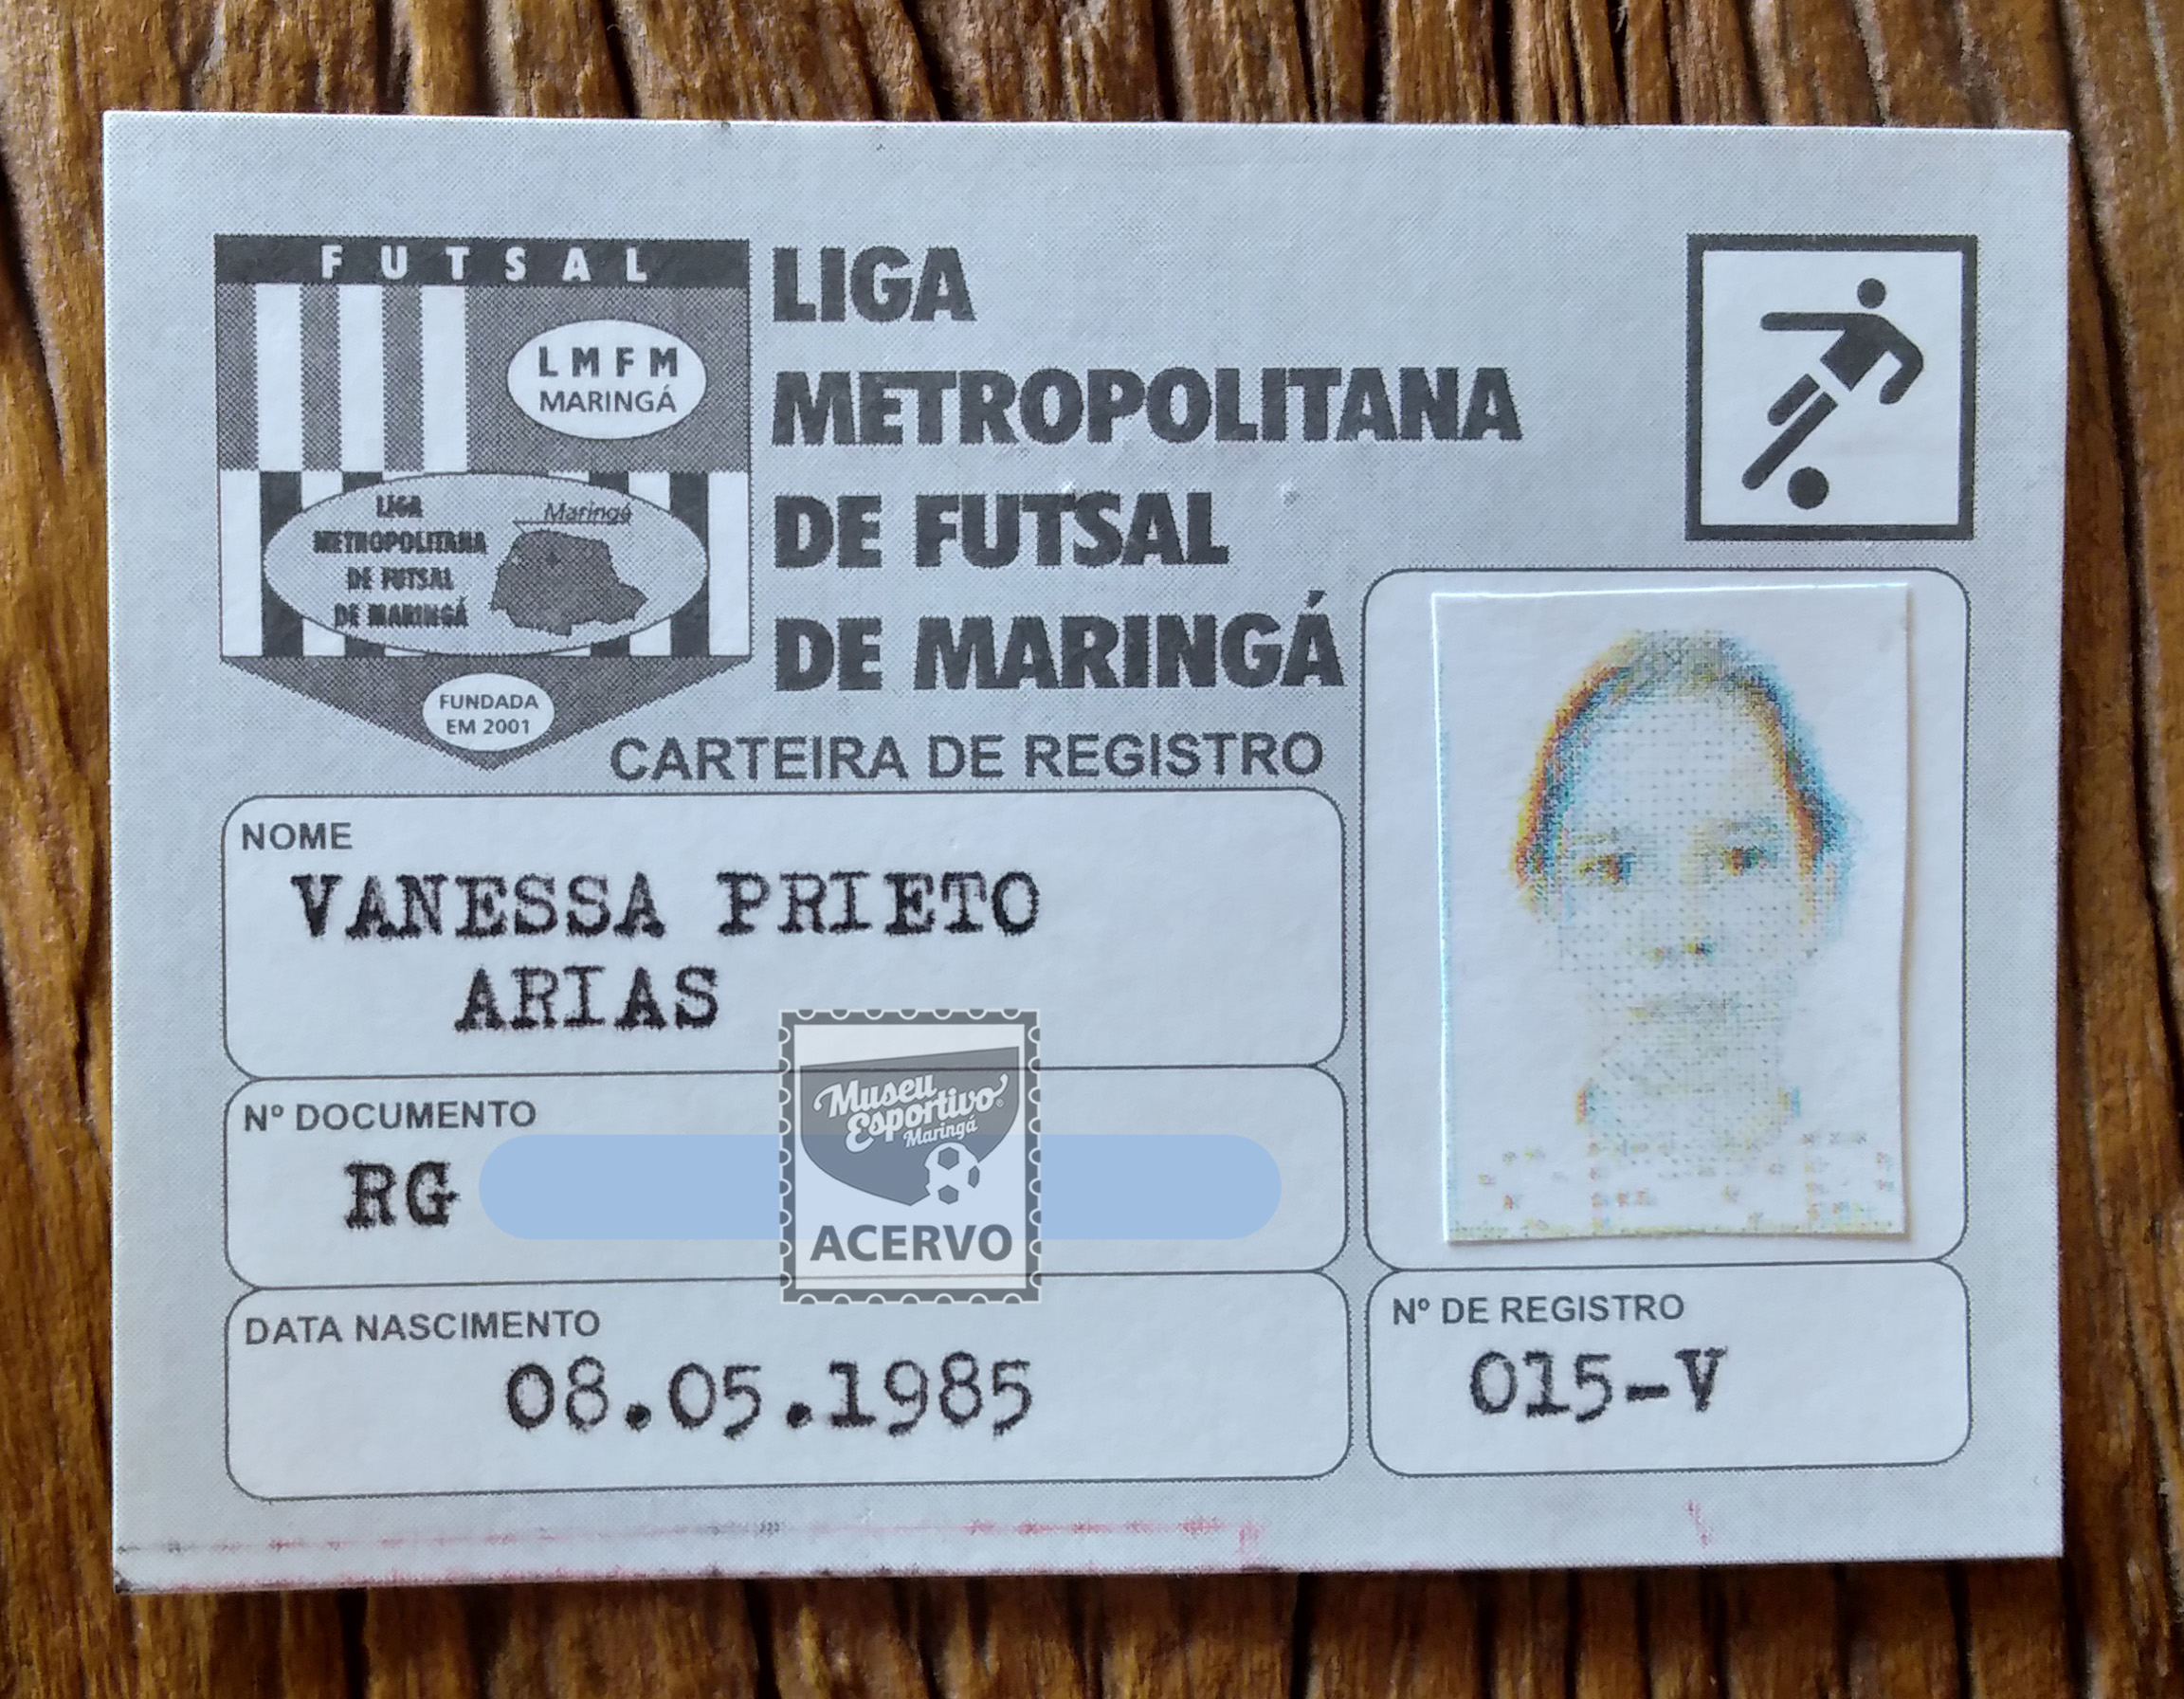 FUTSAL
LMFM
MARINGÁ
LIGA
METROPOLITANA
DE FUTSAL
DE MARINGÁ
Maringá
FUNDADA
EM 2001
LIGA
METROPOLITANA
DE FUTSAL
DE MARINGÁ
CARTEIRA DE REGISTRO
NOME
VANESSA PRIETO
ARIAS
Nº DOCUMENTO
RG
Museu
Esportivo
Maringá
ACERVO
DATA NASCIMENTO
08.05.1985
Nº DE REGISTRO
015-V